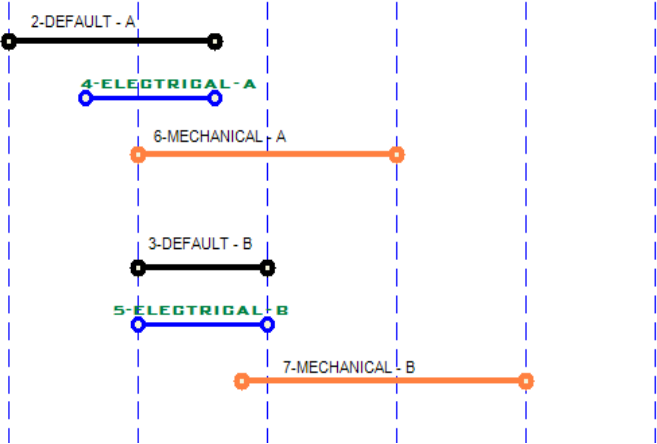 2-DEFAULT - A
4-ELECTRICAL-A
6-MECHANICAL - A
3-DEFAULT - B
5-ELECTRICAL-B
7-MECHANICAL - B